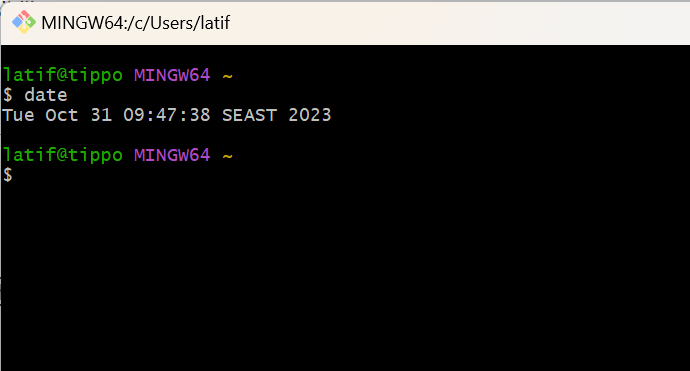 MINGW64:/c/Users/latif
latif@tippo MINGW64 ~
$ date
Tue Oct 31 09:47:38 SEAST 2023
latif@tippo MINGW64 ~
$